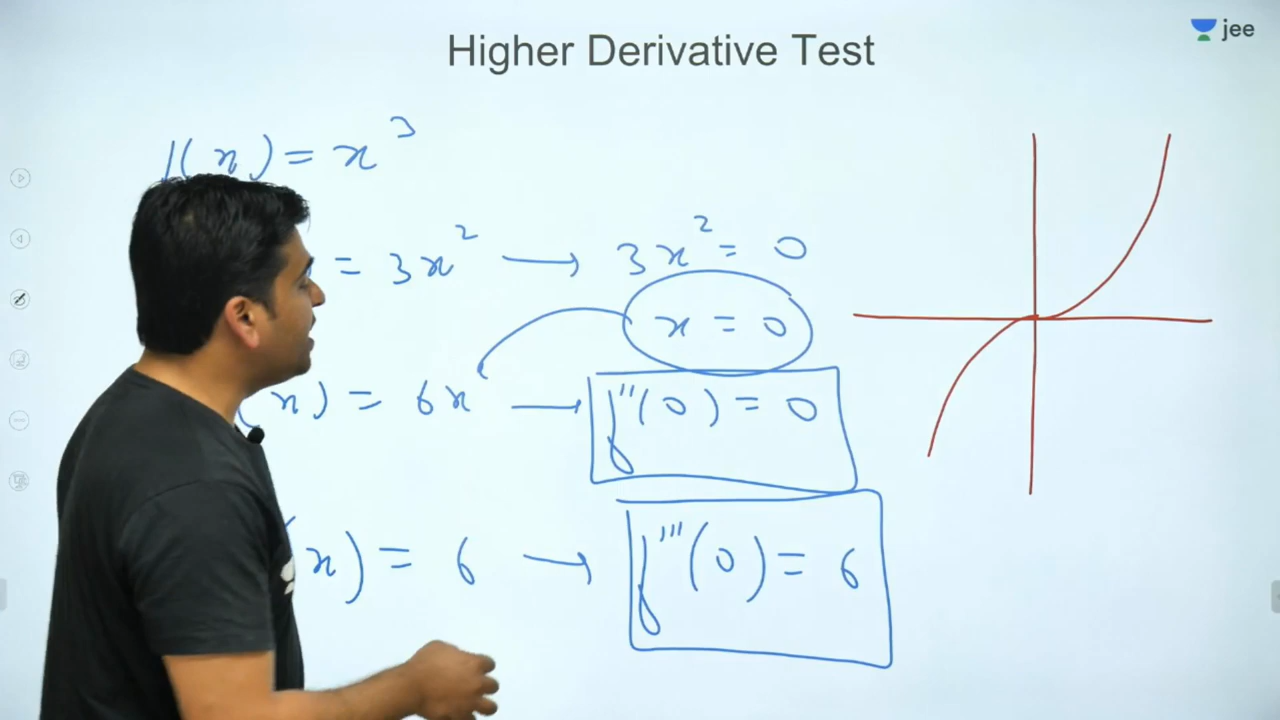 Higher Derivative Test
jee
f(x) = x³
= 3x² → 3x² = 0
x = 0
(x) = 6x → f''(0) = 0
(x) = 6 → f'''(0) = 6